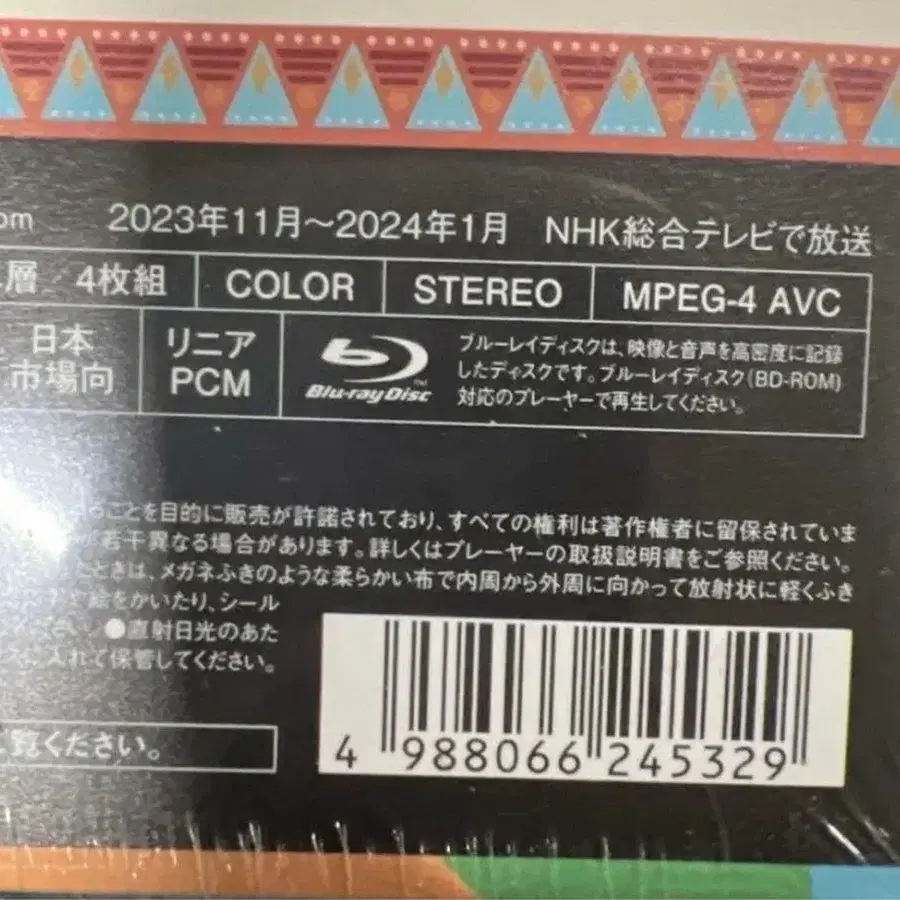 om 2023年11月~2024年1月 NHK総合テレビで放送
層/4枚組 COLOR STEREO MPEG-4 AVC
日本市場向 リニアPCM Blu-ray Disc™
ブルーレイディスクは、映像と音声を高密度に記録
したディスクです。ブルーレイディスク(BD-ROM)
対応のプレーヤーで再生してください。
ことを目的に販売が許諾されており、すべての権利は著作権者に留保されていま
が若干異なる場合があります。詳しくはプレーヤーの取扱説明書をご参照ください。
たときは、メガネふきのような柔らかい布で内周から外周に向かって放射状に軽くふき
絵をかいたり、シール
ださい ●直射日光のあた
に入れて保管してください。
覧ください。
4 988066 245329